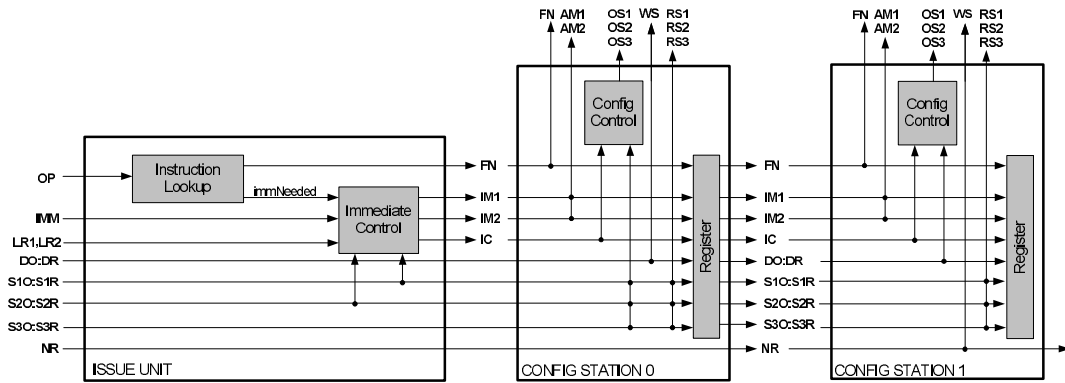 FN AM1 OS1 WS RS1
AM2 OS2 RS2
OS3 RS3
FN AM1 OS1 WS RS1
AM2 OS2 RS2
OS3 RS3
Config
Control
Config
Control
OP
Instruction
Lookup
immNeeded
Immediate
Control
IMM
LR1,LR2
DO:DR
S1O:S1R
S2O:S2R
S3O:S3R
NR
ISSUE UNIT
FN
IM1
IM2
IC
Register
CONFIG STATION 0
FN
IM1
IM2
IC
DO:DR
S1O:S1R
S2O:S2R
S3O:S3R
NR
Register
CONFIG STATION 1